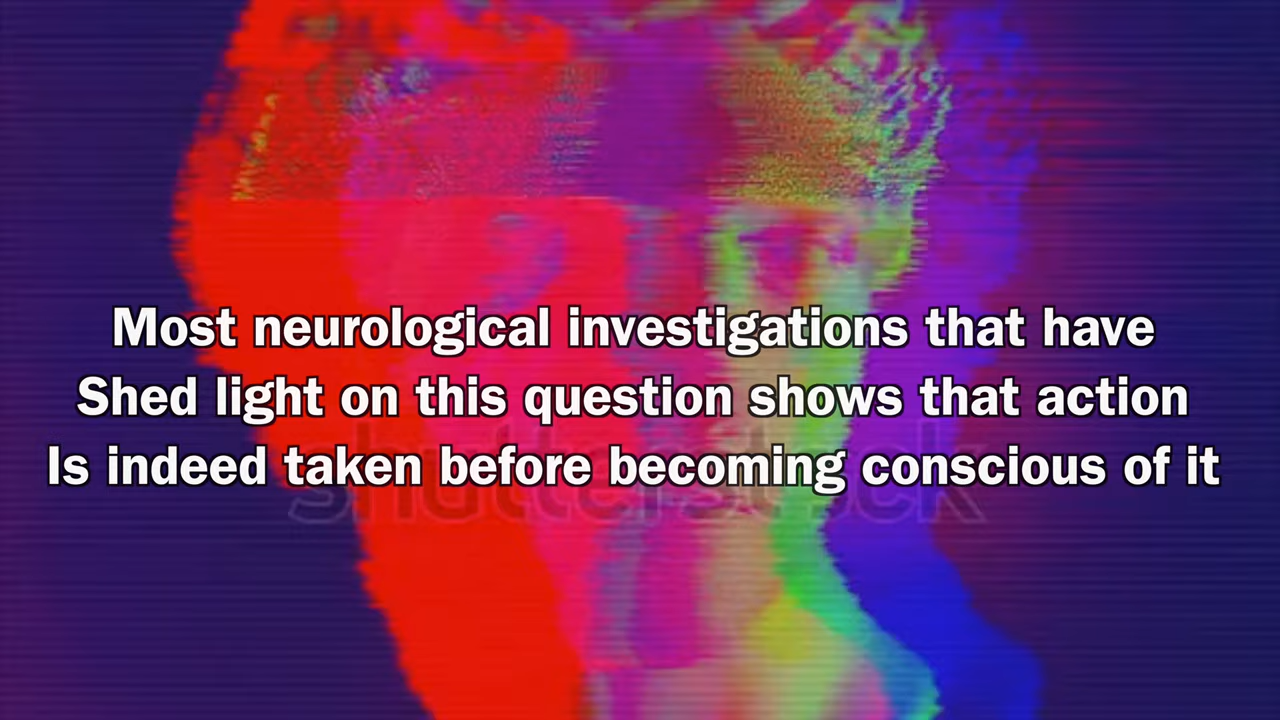 Most neurological investigations that have
Shed light on this question shows that action
Is indeed taken before becoming conscious of it
shutterstock